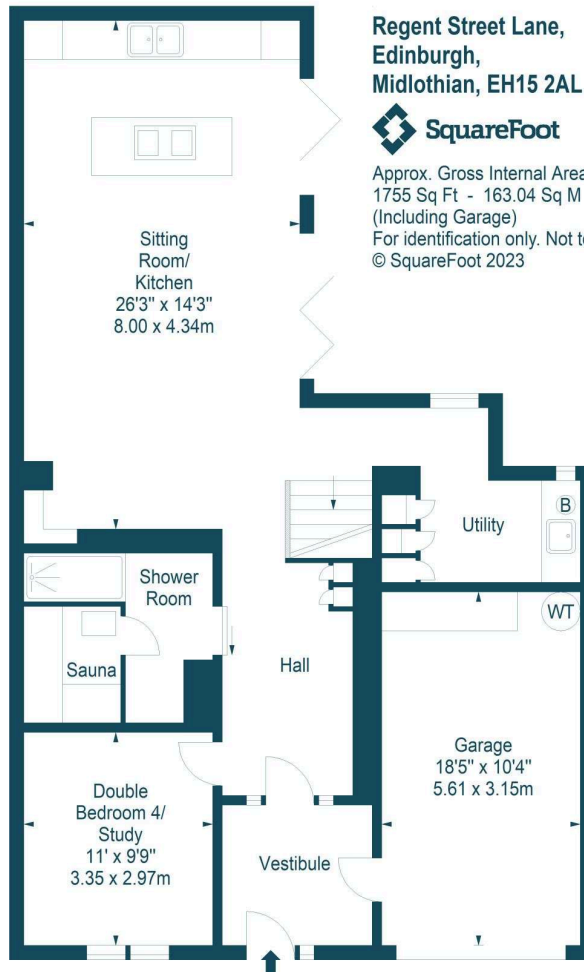 Regent Street Lane,
Edinburgh,
Midlothian, EH15 2AL
SquareFoot
Approx. Gross Internal Area
1755 Sq Ft - 163.04 Sq M
(Including Garage)
For identification only. Not
© SquareFoot 2023
Sitting
Room/
Kitchen
26'3" x 14'3"
8.00 x 4.34m
B
Utility
Shower
Room
WT
Sauna
Hall
Garage
18'5" x 10'4"
5.61 x 3.15m
Double
Bedroom 4/
Study
11' x 9'9"
3.35 x 2.97m
Vestibule